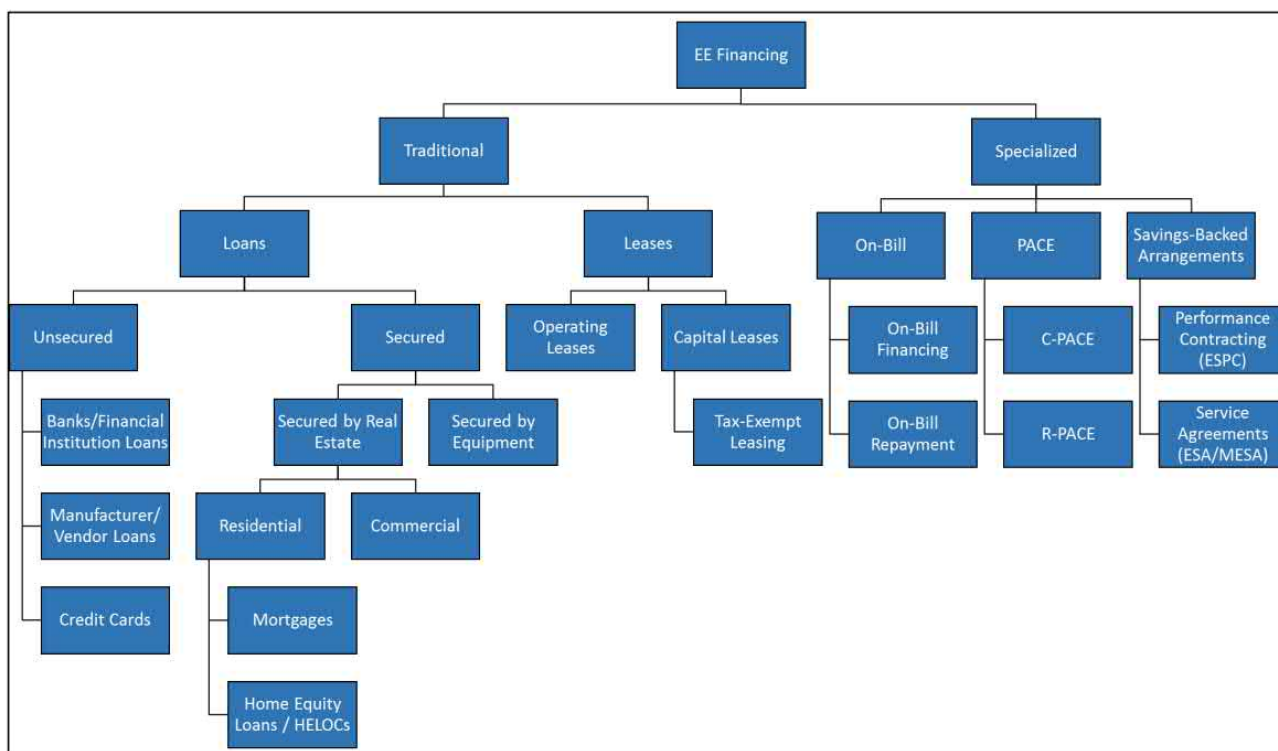 EE Financing
Traditional
Specialized
Loans
Leases
On-Bill
PACE
Savings-Backed
Arrangements
Unsecured
Secured
Operating
Leases
Capital Leases
On-Bill
Financing
C-PACE
Performance
Contracting
(ESPC)
Banks/Financial
Institution Loans
Secured by Real
Estate
Secured by
Equipment
Tax-Exempt
Leasing
On-Bill
Repayment
R-PACE
Service
Agreements
(ESA/MESA)
Manufacturer/
Vendor Loans
Residential
Commercial
Credit Cards
Mortgages
Home Equity
Loans / HELOCs